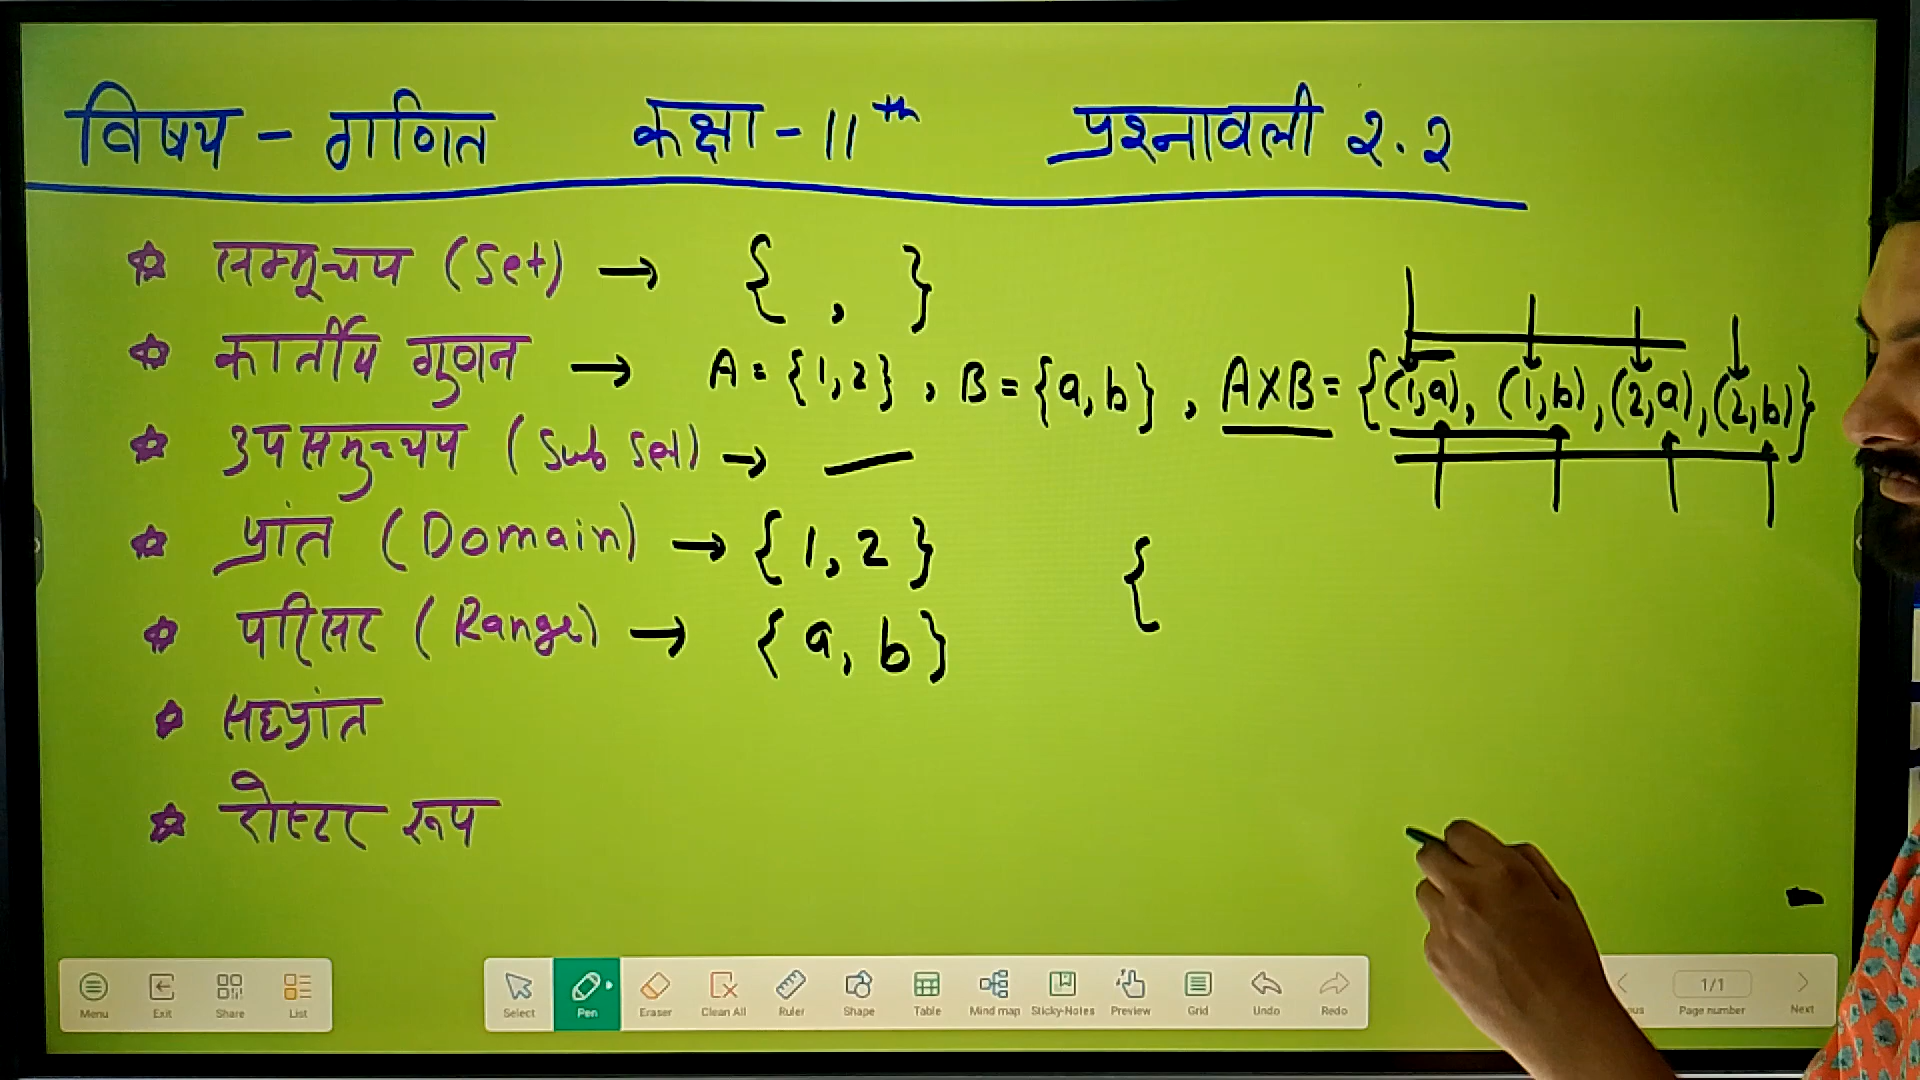 विषय - गणित कक्षा - 11th प्रश्नावली २.२
समूचय (Set) → { , }
कार्तीय गुणन → A = {1,2} , B = {a,b} , A×B = {(1,a), (1,b), (2,a), (2,b)}
उपसमुच्चय (Sub Set) → —
प्रांत (Domain) → {1,2}
{
परिसर (Range) → {a, b}
सहप्रांत
रोस्टर रूप
Menu Exit Share List Select Pen Eraser Clean All Ruler Shape Table Mind map Sticky-Notes Preview Grid Undo Redo Page number Next
1/1